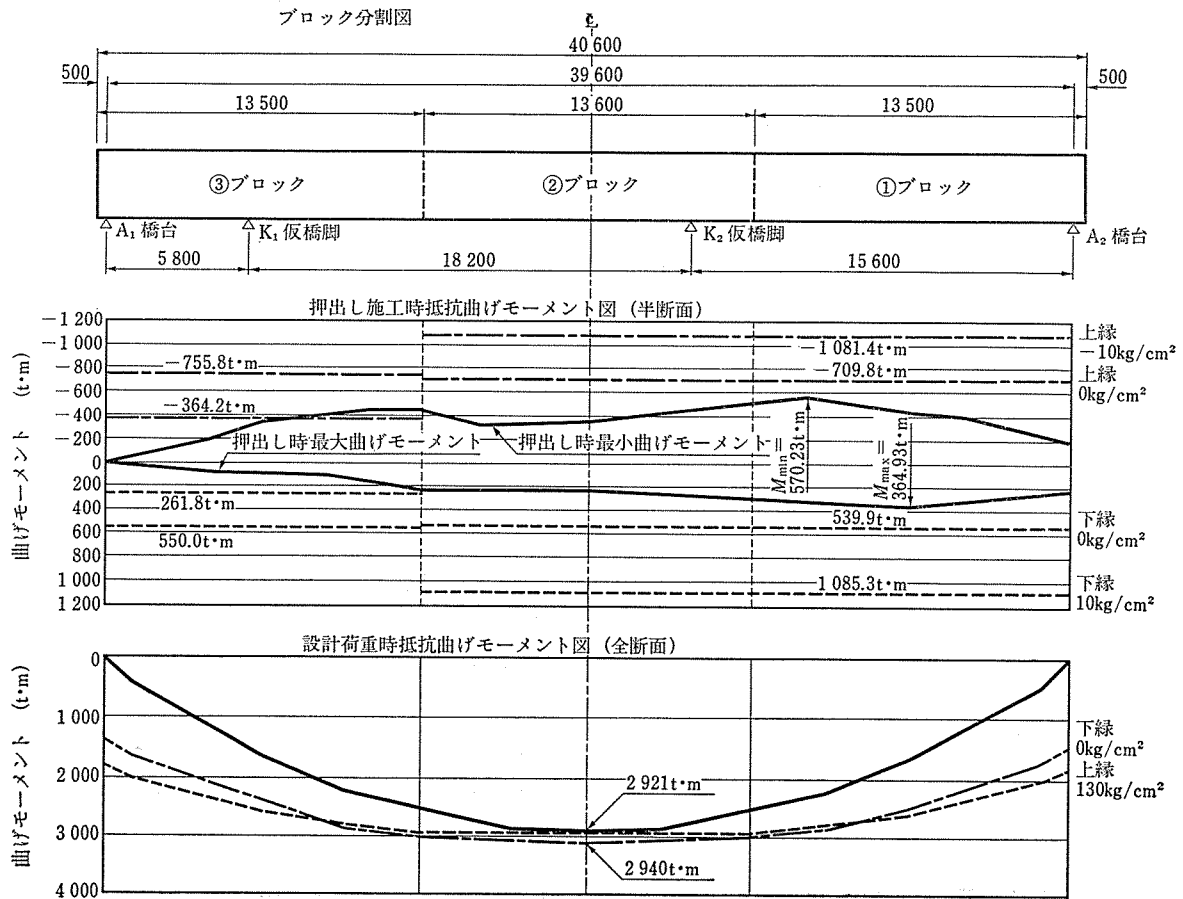 ブロック分割図
℄
40 600
500
39 600
500
13 500
13 600
13 500
③ブロック
②ブロック
①ブロック
A₁ 橋台
K₁ 仮橋脚
K₂ 仮橋脚
A₂ 橋台
5 800
18 200
15 600
押出し施工時抵抗曲げモーメント図 (半断面)
曲げモーメント (t・m)
−1 200
−1 000
−800
−600
−400
−200
0
200
400
600
800
1 000
1 200
−755.8t・m
−364.2t・m
押出し時最大曲げモーメント
押出し時最小曲げモーメント
261.8t・m
550.0t・m
−1 081.4t・m
−709.8t・m
Mmin=
570.23t・m
Mmax=
364.93t・m
539.9t・m
1 085.3t・m
上縁
−10kg/cm²
上縁
0kg/cm²
下縁
0kg/cm²
下縁
10kg/cm²
設計荷重時抵抗曲げモーメント図 (全断面)
曲げモーメント (t・m)
0
1 000
2 000
3 000
4 000
2 921t・m
2 940t・m
下縁
0kg/cm²
上縁
130kg/cm²